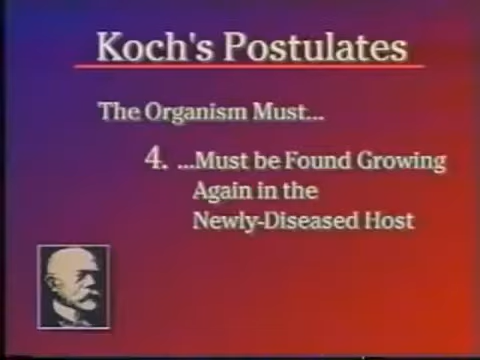 Koch's Postulates
The Organism Must...
4. ...Must be Found Growing
Again in the
Newly-Diseased Host